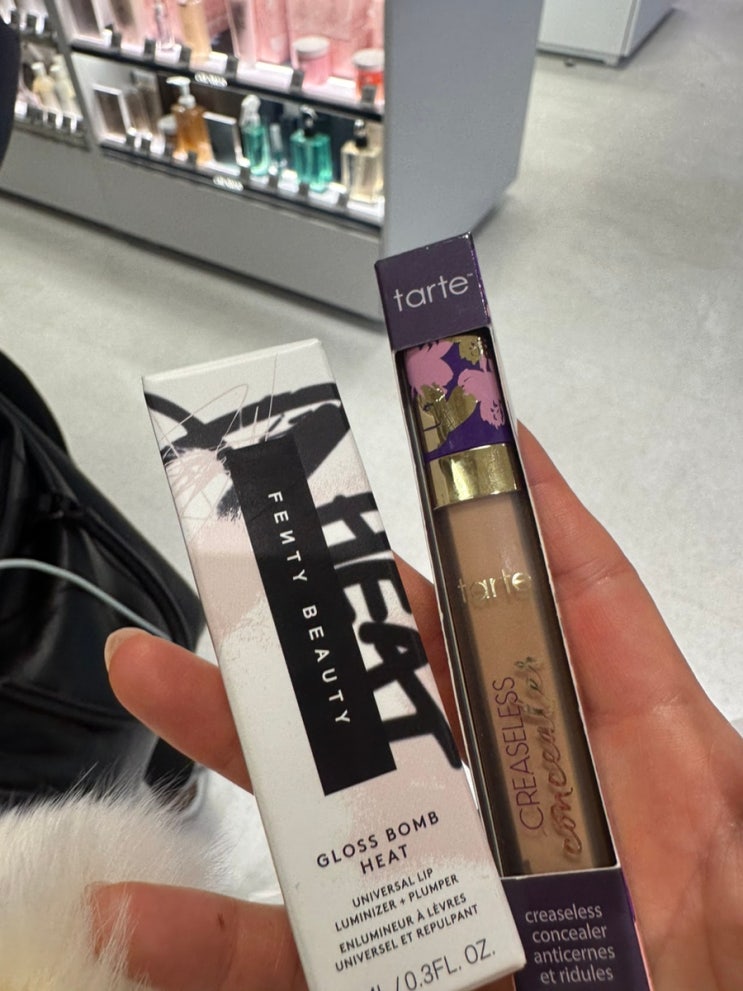 FENTY BEAUTY
HEAT
GLOSS BOMB
HEAT
UNIVERSAL LIP
LUMINIZER + PLUMPER
ENLUMINEUR À LÈVRES
UNIVERSEL ET REPULPANT
/ 0.3FL. OZ.
tarte™
tarte
CREASELESS
concealer
creaseless
concealer
anticernes
et ridules